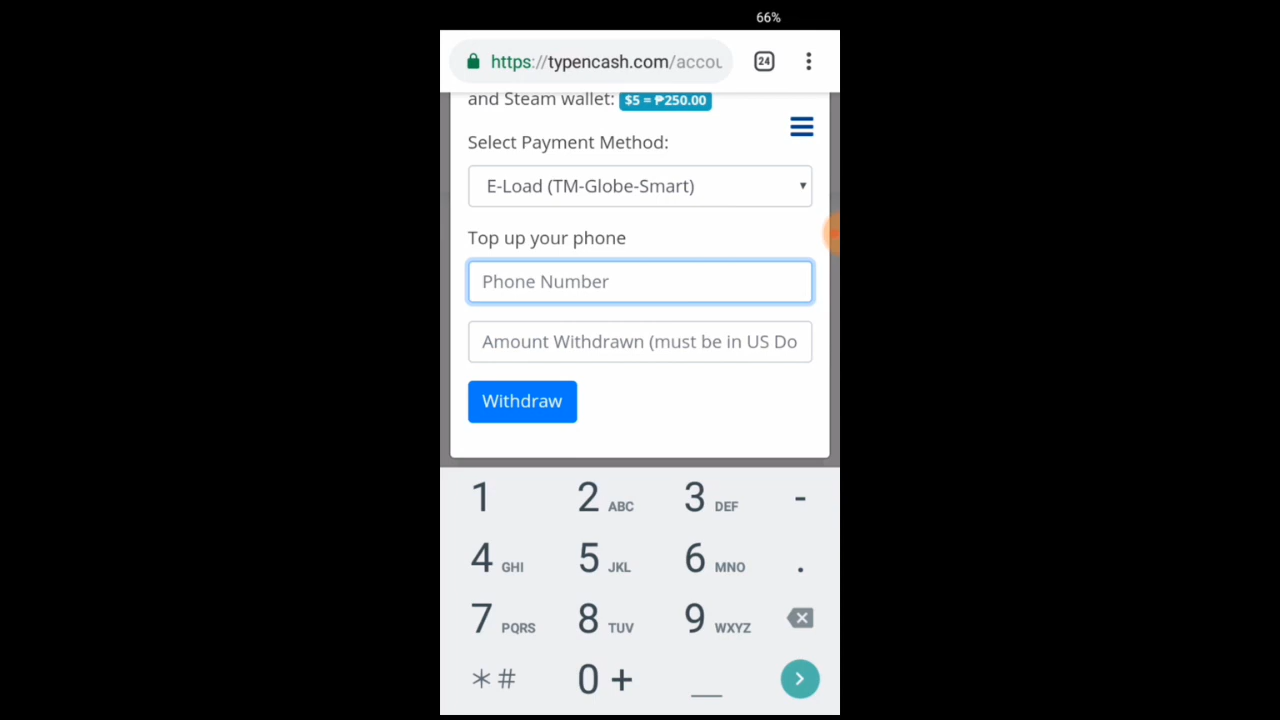 66%
https://typencash.com/accou
24
and Steam wallet: $5 = ₱250.00
Select Payment Method:
E-Load (TM-Globe-Smart)
Top up your phone
Phone Number
Amount Withdrawn (must be in US Do
Withdraw
1 2 ABC 3 DEF -
4 GHI 5 JKL 6 MNO .
7 PQRS 8 TUV 9 WXYZ
*# 0 + _